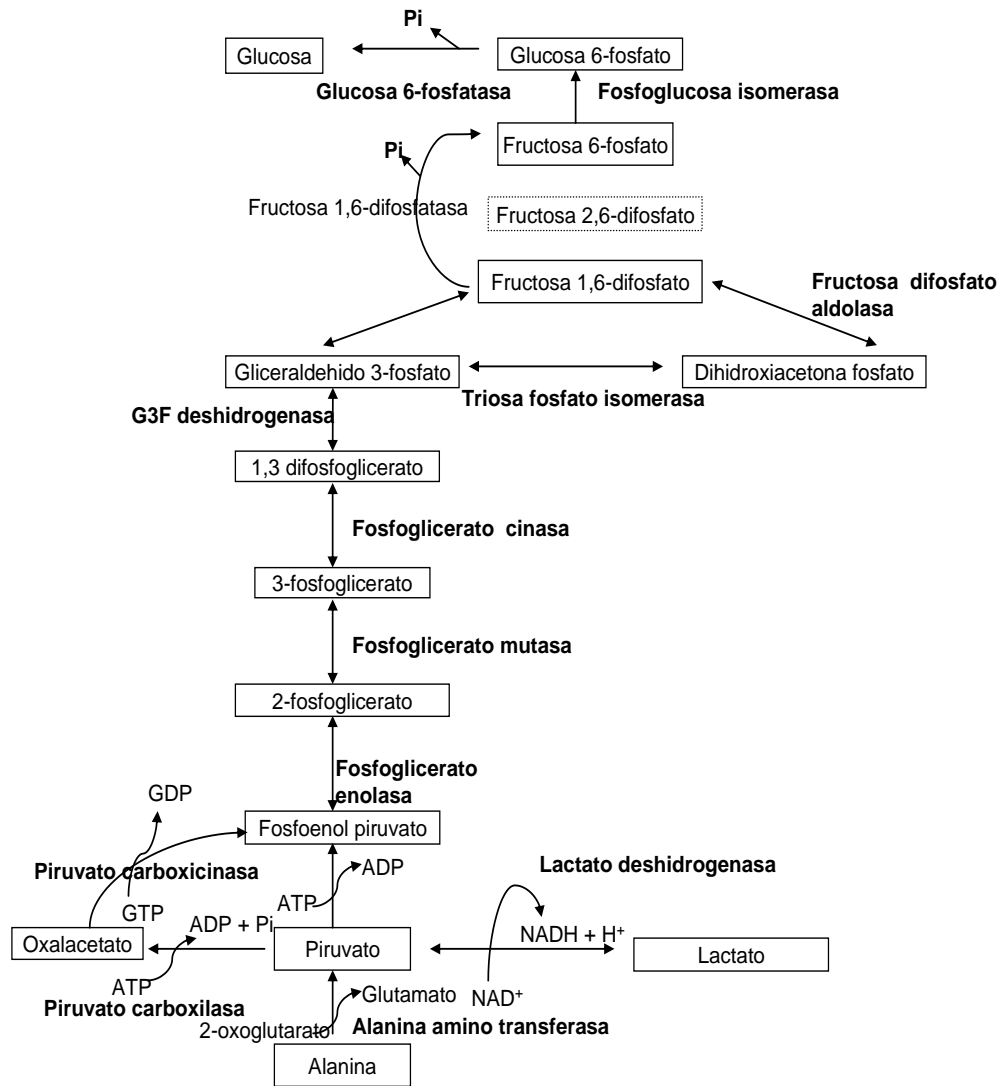 Pi
Glucosa
Glucosa 6-fosfato
Glucosa 6-fosfatasa
Fosfoglucosa isomerasa
Pi
Fructosa 6-fosfato
Fructosa 1,6-difosfatasa
Fructosa 2,6-difosfato
Fructosa 1,6-difosfato
Fructosa difosfato
aldolasa
Gliceraldehido 3-fosfato
Dihidroxiacetona fosfato
Triosa fosfato isomerasa
G3F deshidrogenasa
1,3 difosfoglicerato
Fosfoglicerato cinasa
3-fosfoglicerato
Fosfoglicerato mutasa
2-fosfoglicerato
Fosfoglicerato
enolasa
GDP
Fosfoenol piruvato
Piruvato carboxicinasa
ADP
Lactato deshidrogenasa
ATP
GTP
ADP + Pi
Oxalacetato
Piruvato
NADH + H⁺
Lactato
ATP
Glutamato
NAD⁺
Piruvato carboxilasa
2-oxoglutarato
Alanina amino transferasa
Alanina